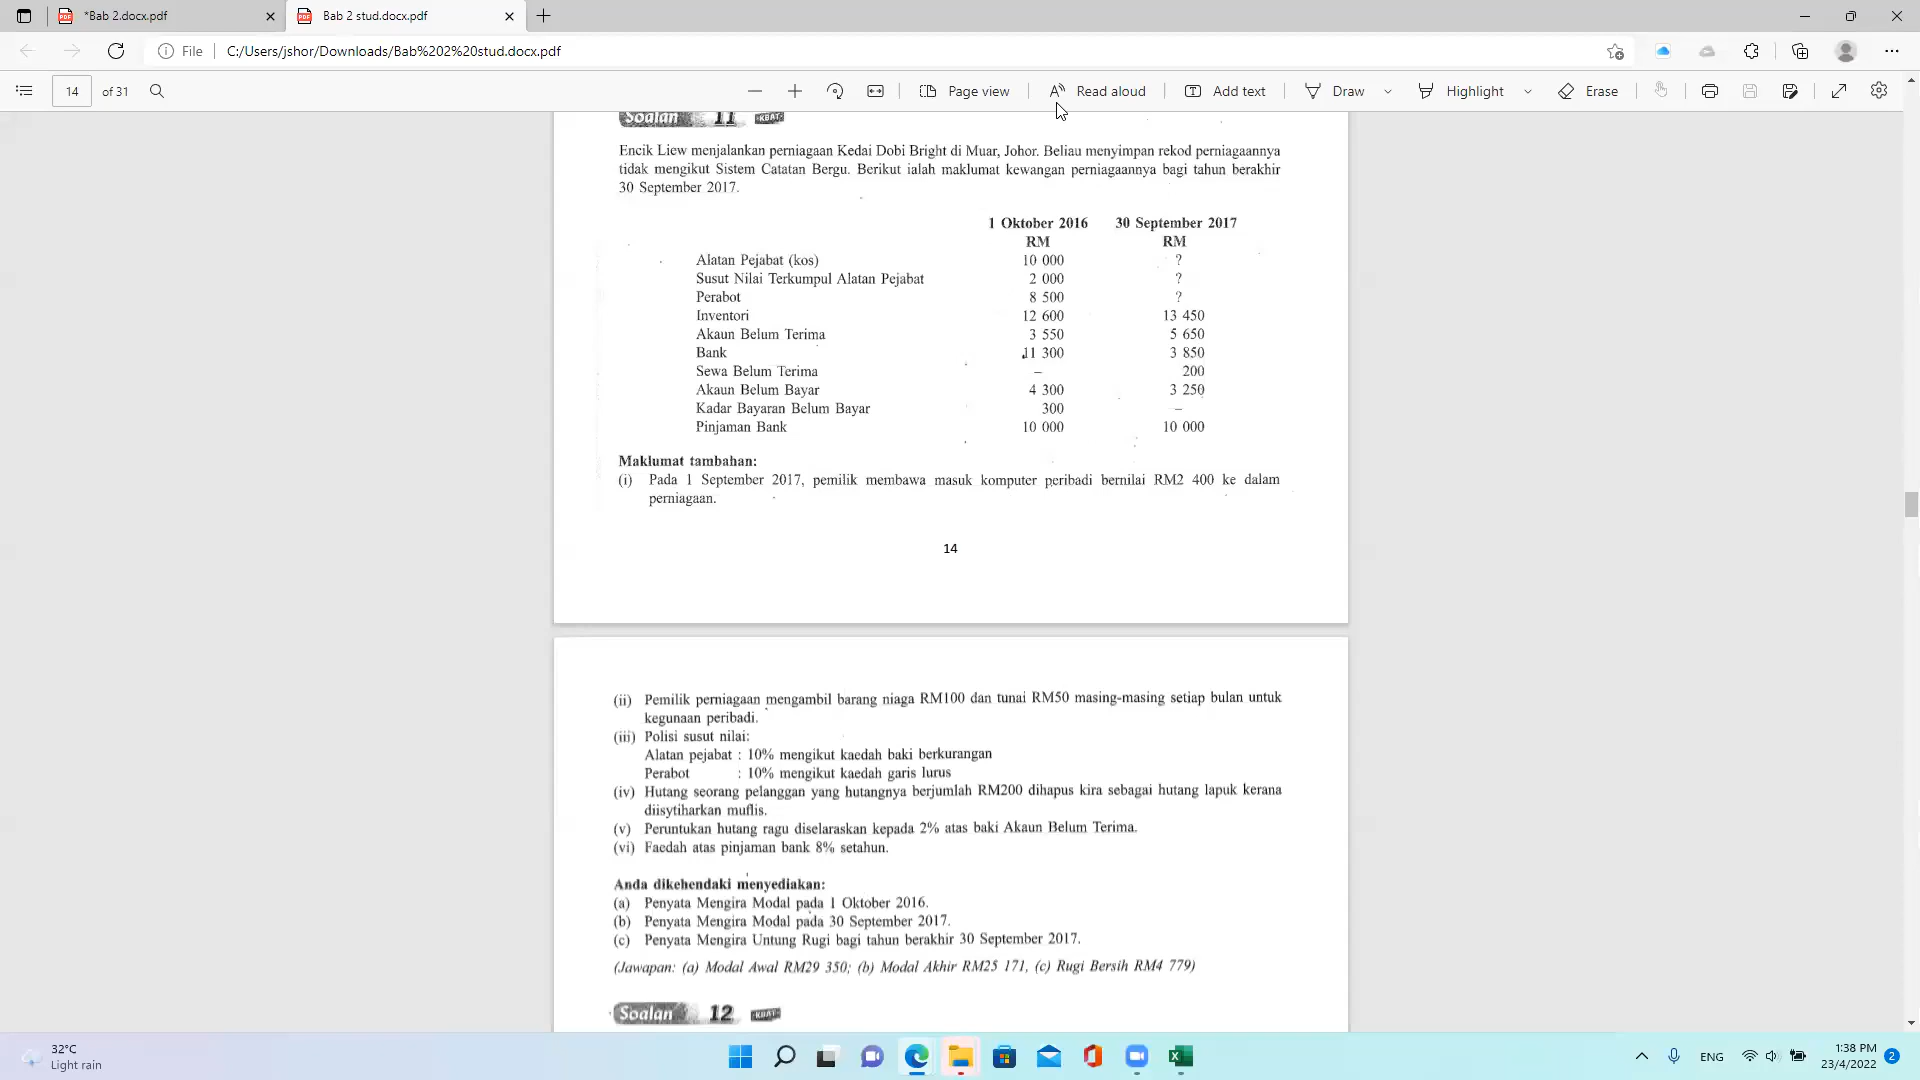 *Bab 2.docx.pdf
Bab 2 stud.docx.pdf
File
C:/Users/jshor/Downloads/Bab%202%20stud.docx.pdf
14 of 31
Page view
Read aloud
Add text
Draw
Highlight
Erase
Soalan 11 KBAT
Encik Liew menjalankan perniagaan Kedai Dobi Bright di Muar, Johor. Beliau menyimpan rekod perniagaannya
tidak mengikut Sistem Catatan Bergu. Berikut ialah maklumat kewangan perniagaannya bagi tahun berakhir
30 September 2017.
1 Oktober 2016 30 September 2017
RM RM
Alatan Pejabat (kos) 10 000 ?
Susut Nilai Terkumpul Alatan Pejabat 2 000 ?
Perabot 8 500 ?
Inventori 12 600 13 450
Akaun Belum Terima 3 550 5 650
Bank 11 300 3 850
Sewa Belum Terima – 200
Akaun Belum Bayar 4 300 3 250
Kadar Bayaran Belum Bayar 300 –
Pinjaman Bank 10 000 10 000
Maklumat tambahan:
(i) Pada 1 September 2017, pemilik membawa masuk komputer peribadi bernilai RM2 400 ke dalam
perniagaan.
14
(ii) Pemilik perniagaan mengambil barang niaga RM100 dan tunai RM50 masing-masing setiap bulan untuk
kegunaan peribadi.
(iii) Polisi susut nilai:
Alatan pejabat : 10% mengikut kaedah baki berkurangan
Perabot : 10% mengikut kaedah garis lurus
(iv) Hutang seorang pelanggan yang hutangnya berjumlah RM200 dihapus kira sebagai hutang lapuk kerana
diisytiharkan muflis.
(v) Peruntukan hutang ragu diselaraskan kepada 2% atas baki Akaun Belum Terima.
(vi) Faedah atas pinjaman bank 8% setahun.
Anda dikehendaki menyediakan:
(a) Penyata Mengira Modal pada 1 Oktober 2016.
(b) Penyata Mengira Modal pada 30 September 2017.
(c) Penyata Mengira Untung Rugi bagi tahun berakhir 30 September 2017.
(Jawapan: (a) Modal Awal RM29 350; (b) Modal Akhir RM25 171, (c) Rugi Bersih RM4 779)
Soalan 12 KBAT
32°C
Light rain
ENG
1:38 PM
23/4/2022
2